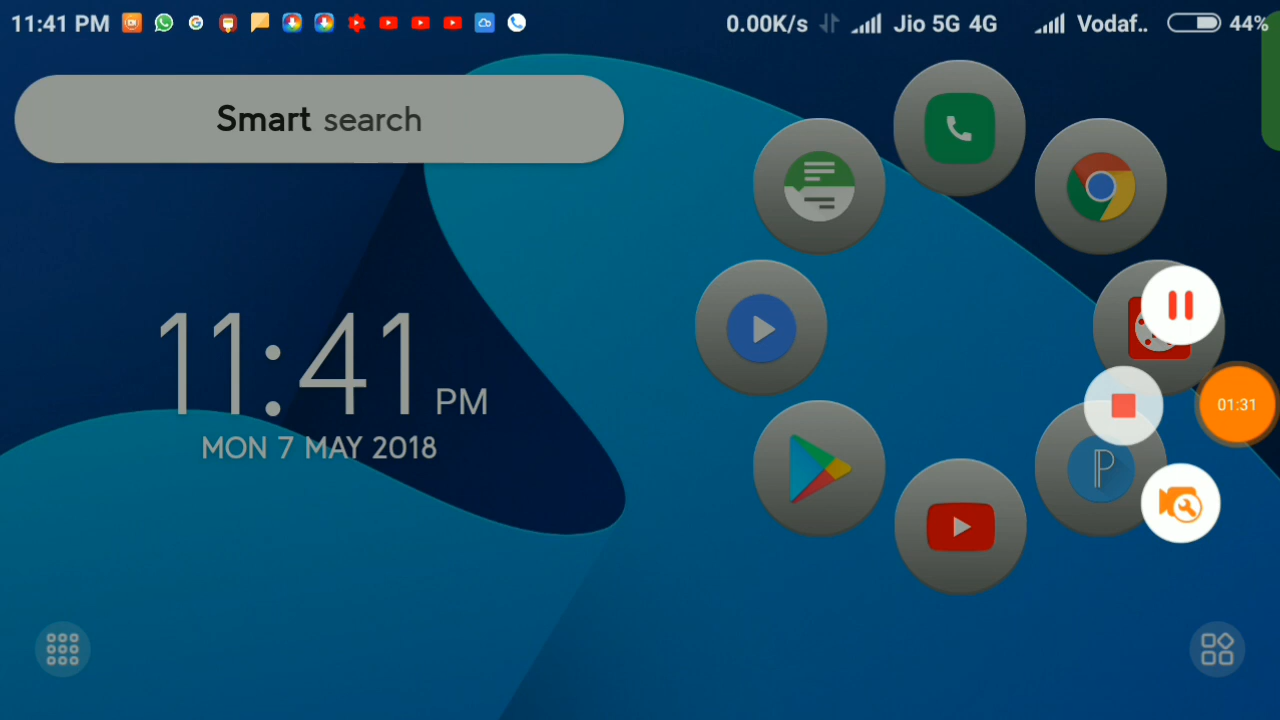 11:41 PM
0.00K/s Jio 5G 4G Vodaf.. 44%
Smart search
11:41 PM
MON 7 MAY 2018
01:31